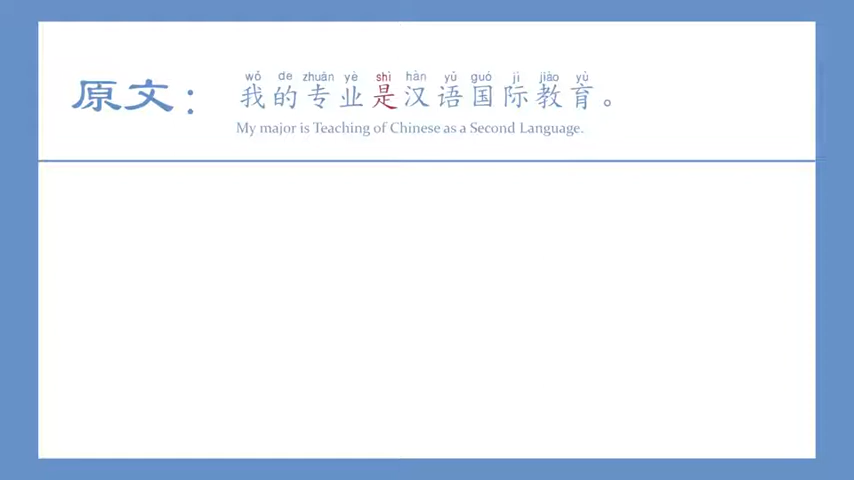 wǒ de zhuān yè shì hàn yǔ guó jì jiào yù
原文： 我的专业是汉语国际教育。
My major is Teaching of Chinese as a Second Language.